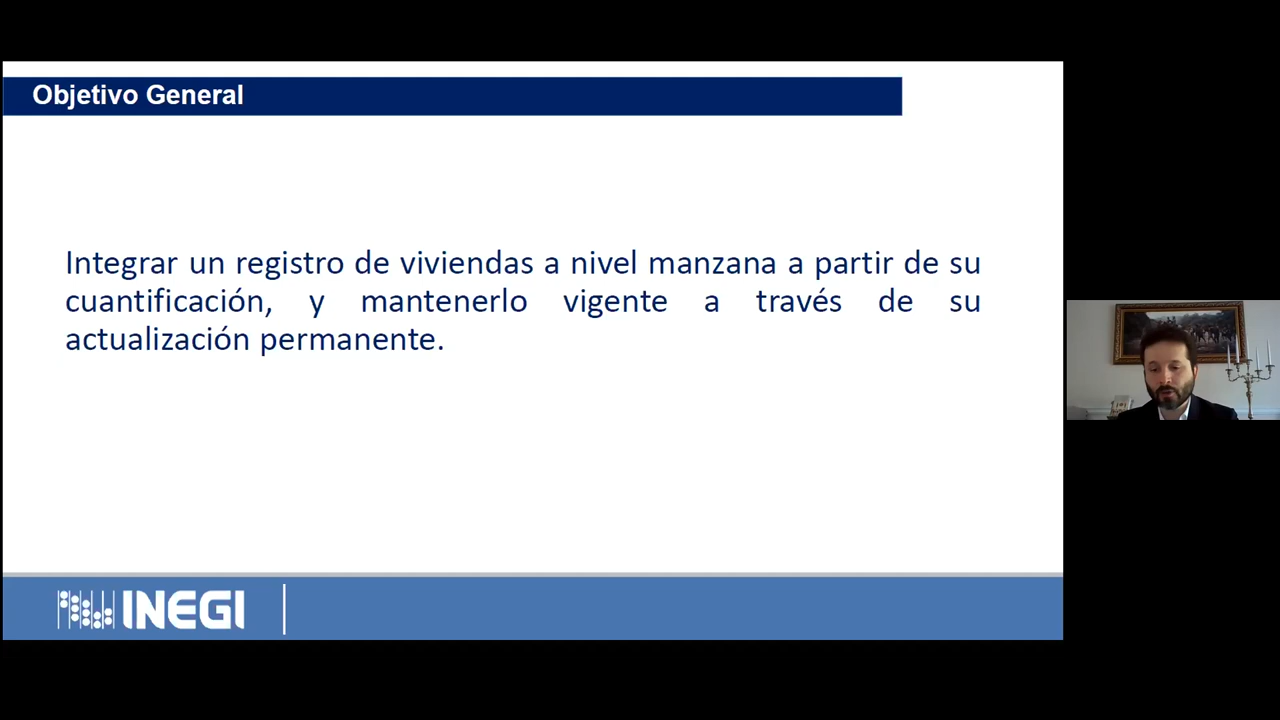 Objetivo General
Integrar un registro de viviendas a nivel manzana a partir de su
cuantificación, y mantenerlo vigente a través de su
actualización permanente.
INEGI